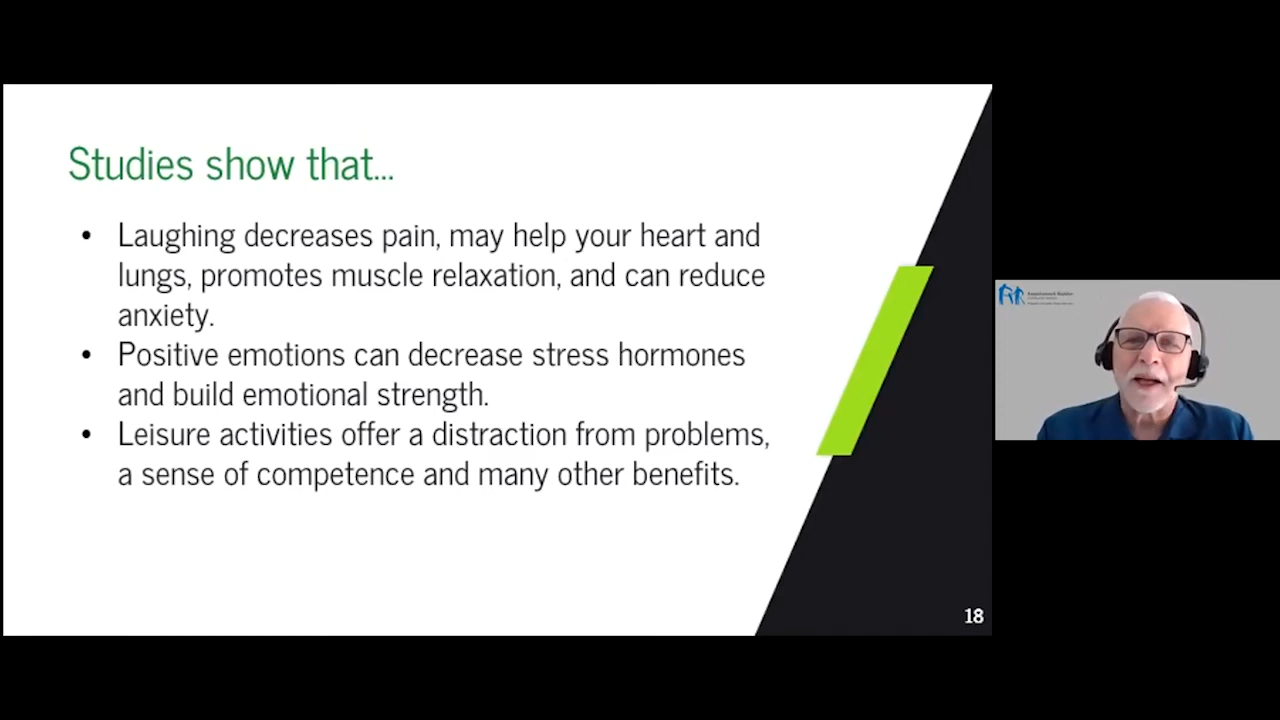 Studies show that...
• Laughing decreases pain, may help your heart and
lungs, promotes muscle relaxation, and can reduce
anxiety.
• Positive emotions can decrease stress hormones
and build emotional strength.
• Leisure activities offer a distraction from problems,
a sense of competence and many other benefits.
18